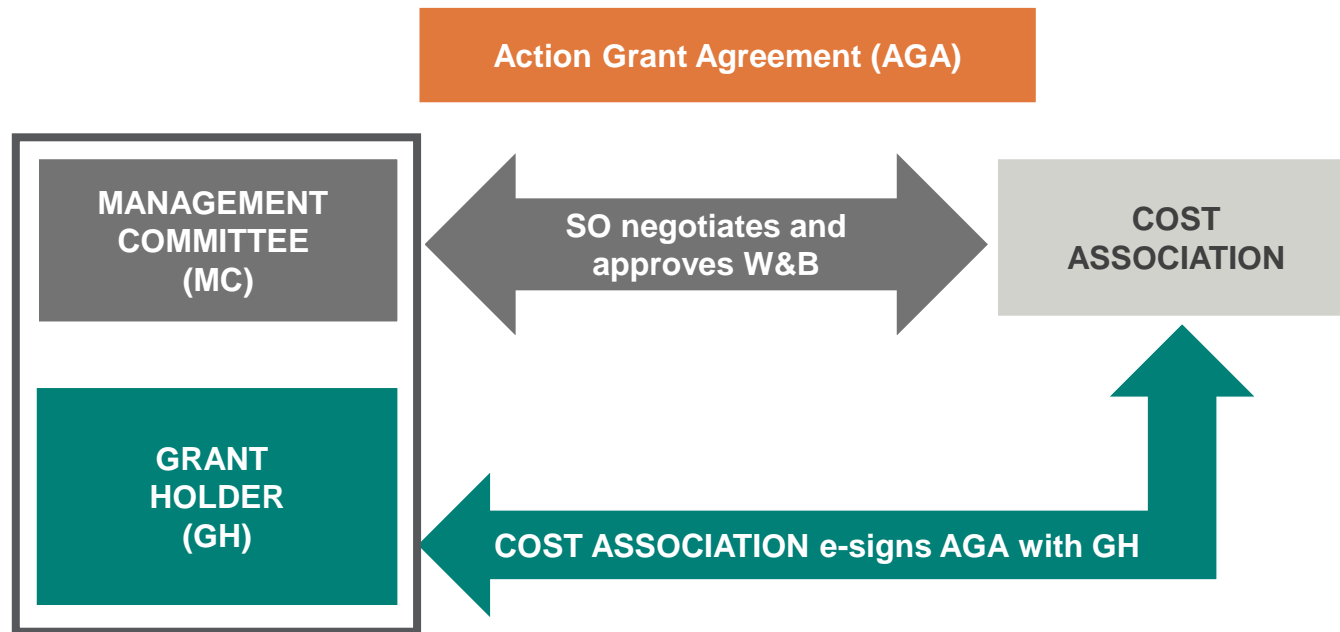 Action Grant Agreement (AGA)
MANAGEMENT
COMMITTEE
(MC)
SO negotiates and
approves W&B
COST
ASSOCIATION
GRANT
HOLDER
(GH)
COST ASSOCIATION e-signs AGA with GH